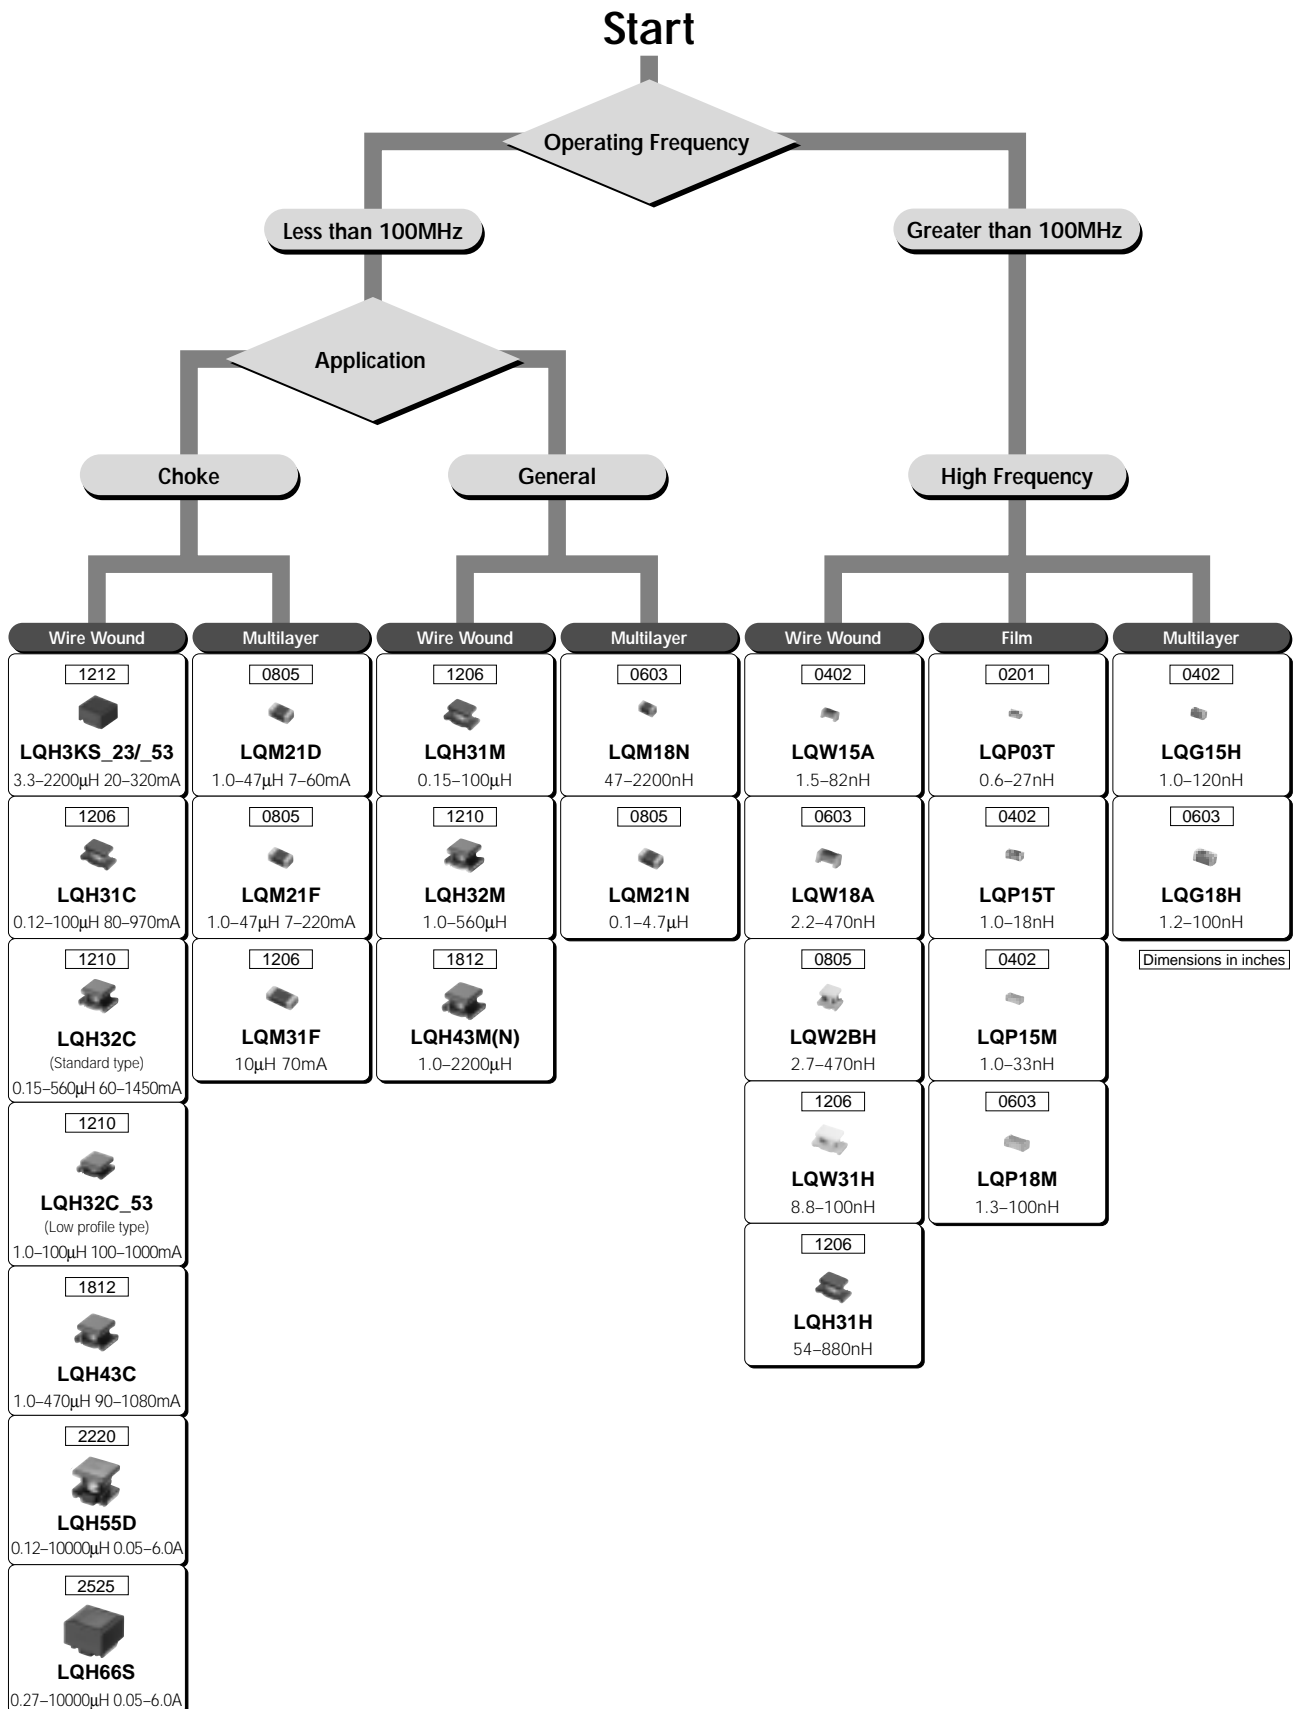 Start
Operating Frequency
Less than 100MHz
Greater than 100MHz
Application
Choke
General
High Frequency
Wire Wound
1212
LQH3KS_23/_53
3.3–2200µH 20–320mA
1206
LQH31C
0.12–100µH 80–970mA
1210
LQH32C
(Standard type)
0.15–560µH 60–1450mA
1210
LQH32C_53
(Low profile type)
1.0–100µH 100–1000mA
1812
LQH43C
1.0–470µH 90–1080mA
2220
LQH55D
0.12–10000µH 0.05–6.0A
2525
LQH66S
0.27–10000µH 0.05–6.0A
Multilayer
0805
LQM21D
1.0–47µH 7–60mA
0805
LQM21F
1.0–47µH 7–220mA
1206
LQM31F
10µH 70mA
Wire Wound
1206
LQH31M
0.15–100µH
1210
LQH32M
1.0–560µH
1812
LQH43M(N)
1.0–2200µH
Multilayer
0603
LQM18N
47–2200nH
0805
LQM21N
0.1–4.7µH
Wire Wound
0402
LQW15A
1.5–82nH
0603
LQW18A
2.2–470nH
0805
LQW2BH
2.7–470nH
1206
LQW31H
8.8–100nH
1206
LQH31H
54–880nH
Film
0201
LQP03T
0.6–27nH
0402
LQP15T
1.0–18nH
0402
LQP15M
1.0–33nH
0603
LQP18M
1.3–100nH
Multilayer
0402
LQG15H
1.0–120nH
0603
LQG18H
1.2–100nH
Dimensions in inches